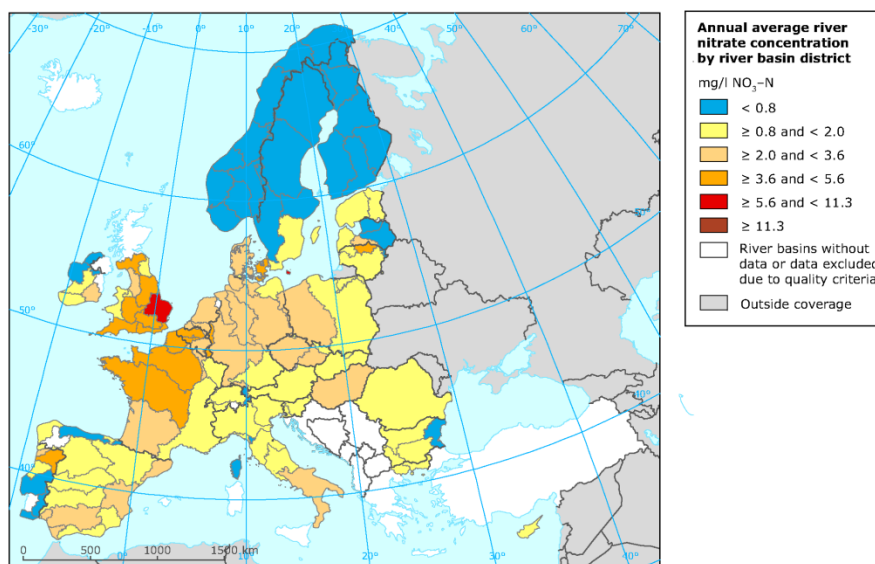 -30° -20° -10° 0° 10° 20° 30° 40° 50° 60° 70°
Annual average river
nitrate concentration
by river basin district
mg/l NO₃–N
< 0.8
≥ 0.8 and < 2.0
≥ 2.0 and < 3.6
≥ 3.6 and < 5.6
≥ 5.6 and < 11.3
≥ 11.3
River basins without
data or data excluded
due to quality criteria
Outside coverage
60°
50°
50°
40°
40°
0 500 1000 1500 km
-10° 0° 10° 20° 30° 40°